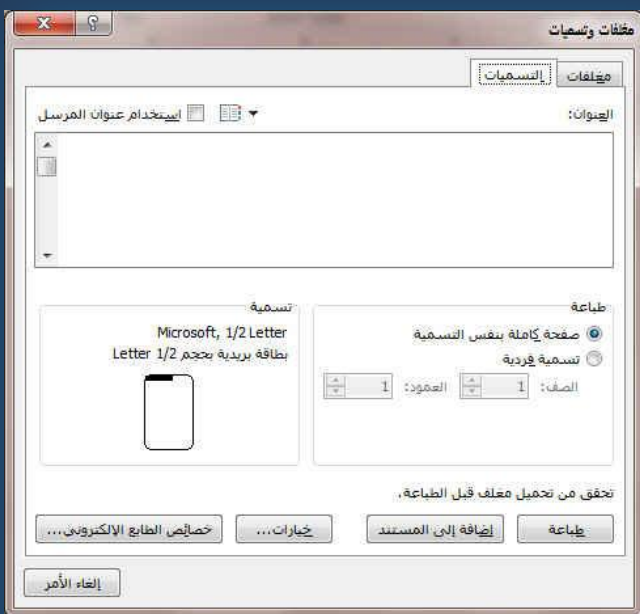 مغلفات وتسميات
مغلفات التسميات
العنوان: استخدام عنوان المرسل
طباعة
صفحة كاملة بنفس التسمية
تسمية فردية
الصف: 1 العمود: 1
تسمية
Microsoft, 1/2 Letter
بطاقة بريدية بحجم 1/2 Letter
تحقق من تحميل مغلف قبل الطباعة.
طباعة إضافة إلى المستند خيارات... خصائص الطابع الإلكتروني...
إلغاء الأمر